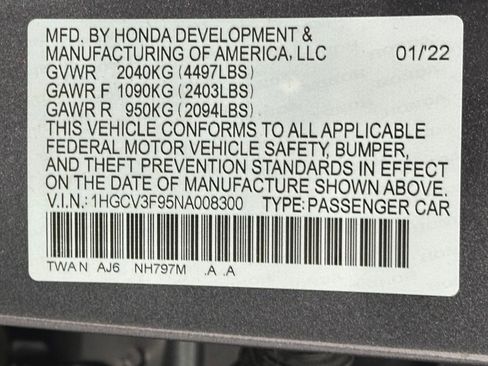 MFD. BY HONDA DEVELOPMENT &
MANUFACTURING OF AMERICA, LLC 01/'22
GVWR 2040KG (4497LBS)
GAWR F 1090KG (2403LBS)
GAWR R 950KG (2094LBS)
THIS VEHICLE CONFORMS TO ALL APPLICABLE
FEDERAL MOTOR VEHICLE SAFETY, BUMPER,
AND THEFT PREVENTION STANDARDS IN EFFECT
ON THE DATE OF MANUFACTURE SHOWN ABOVE.
V.I.N.: 1HGCV3F95NA008300 TYPE: PASSENGER CAR
TWAN AJ6 NH797M .A .A